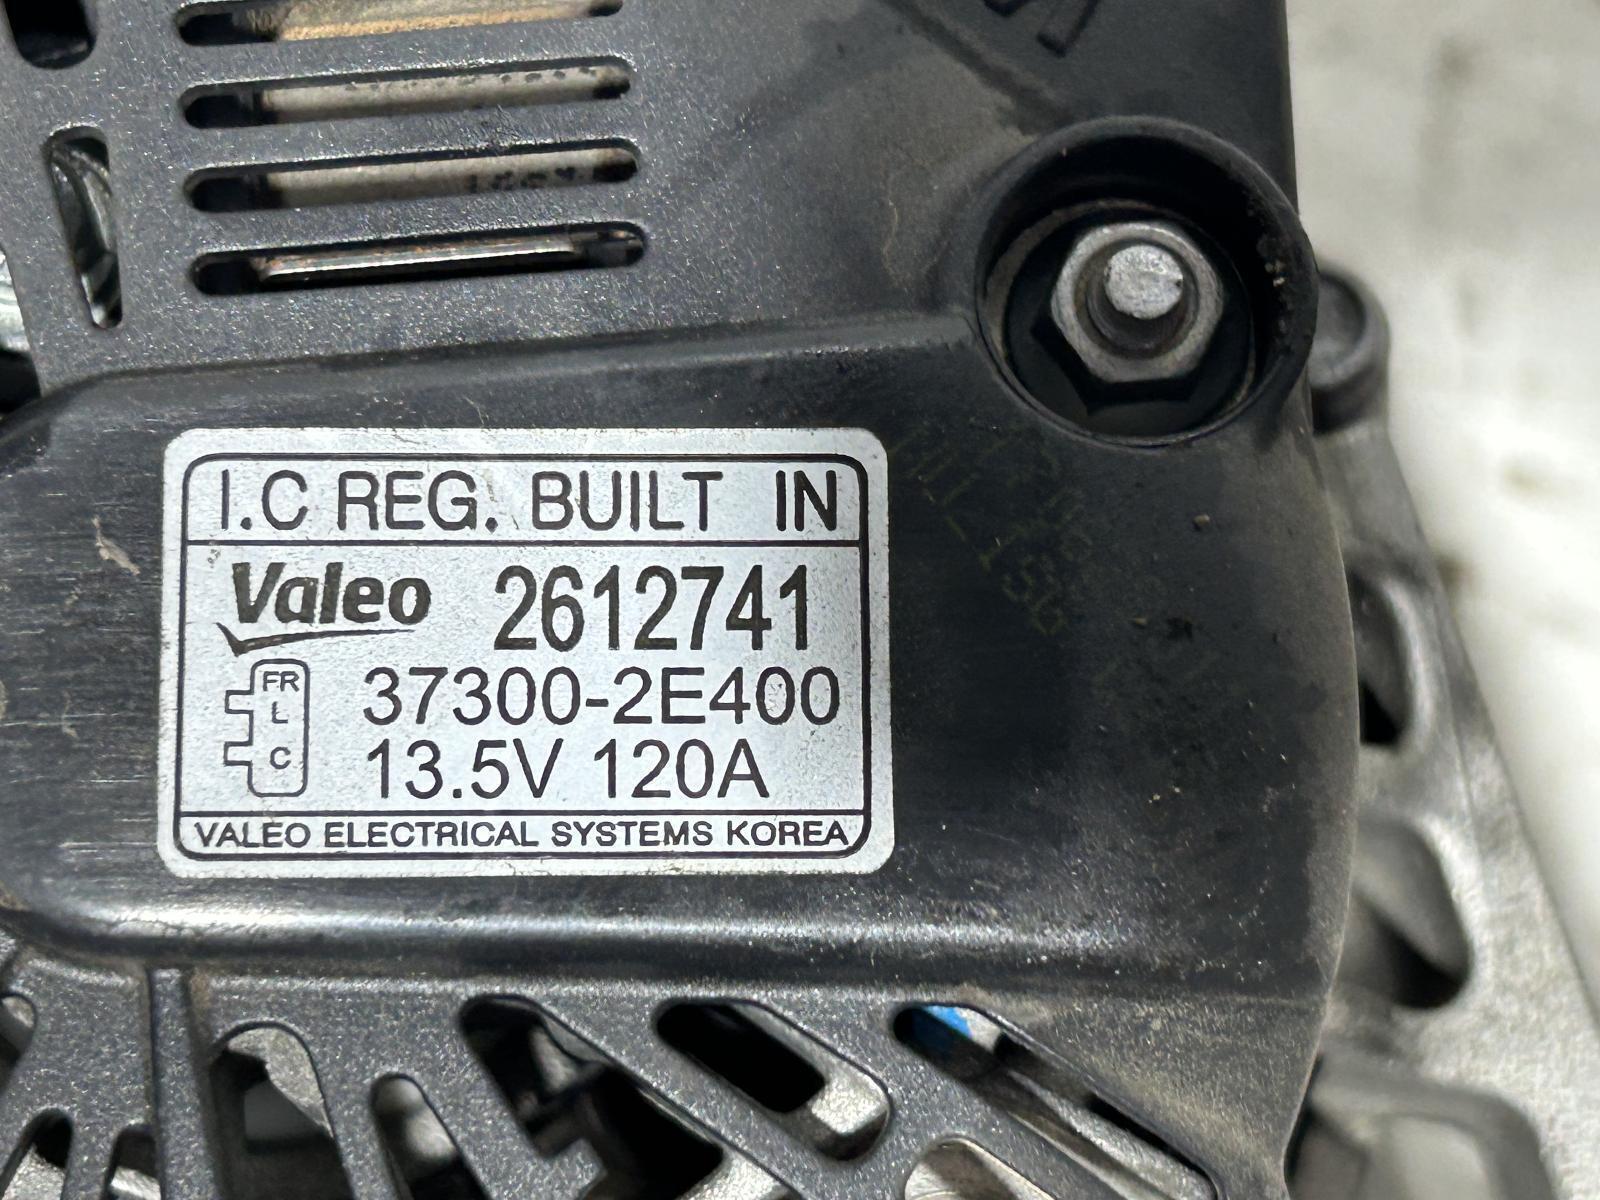 I.C REG. BUILT IN
Valeo 2612741
FR
L
C
37300-2E400
13.5V 120A
VALEO ELECTRICAL SYSTEMS KOREA